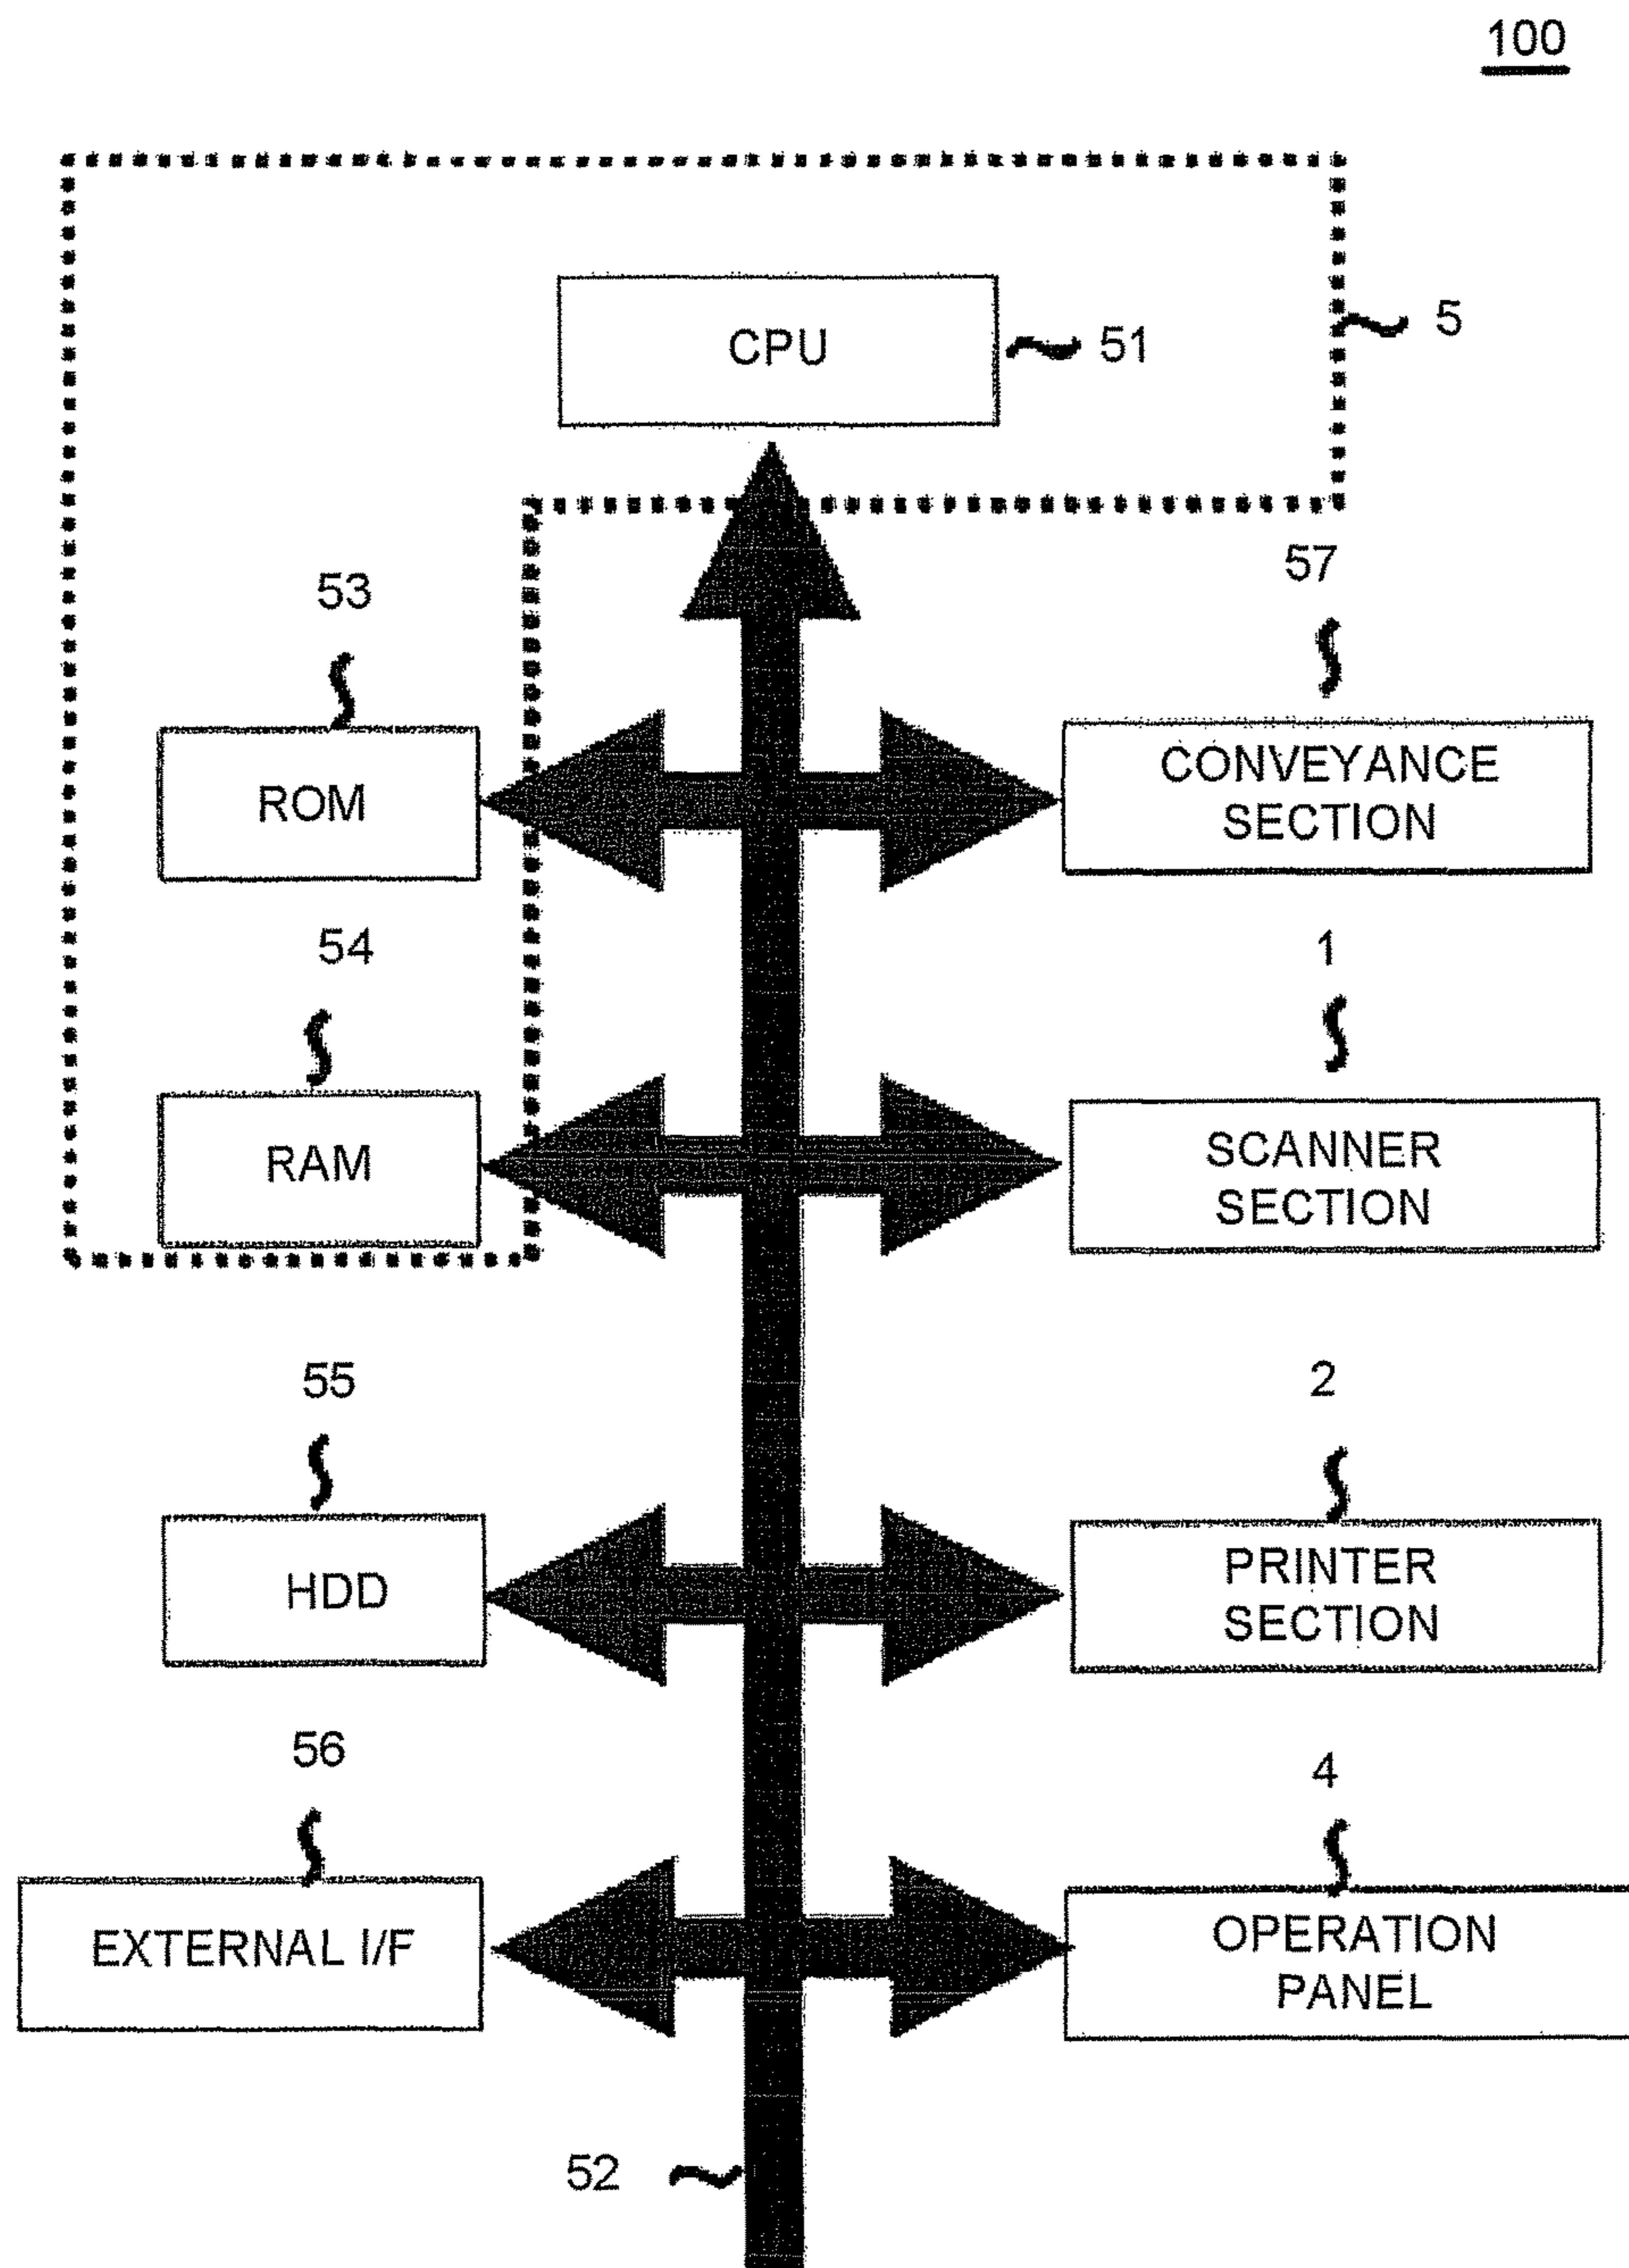 100
CPU
51
5
53
57
ROM
CONVEYANCE
SECTION
54
1
RAM
SCANNER
SECTION
55
2
HDD
PRINTER
SECTION
56
4
EXTERNAL I/F
OPERATION
PANEL
52